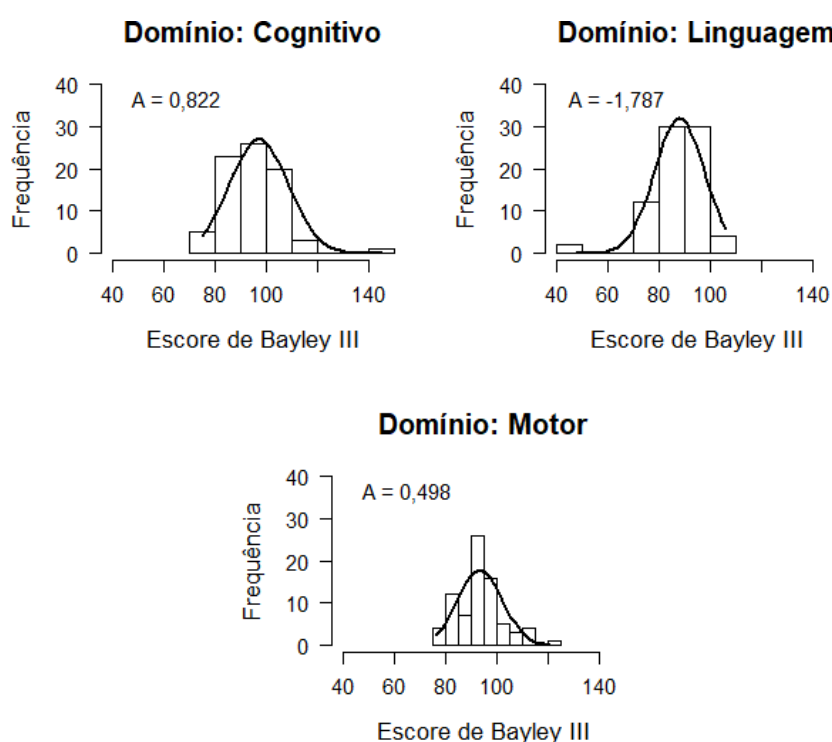 Domínio: Cognitivo
A = 0,822
Frequência
40
30
20
10
0
40 60 80 100 140
Escore de Bayley III
Domínio: Linguagem
A = -1,787
Frequência
40
30
20
10
0
40 60 80 100 140
Escore de Bayley III
Domínio: Motor
A = 0,498
Frequência
40
30
20
10
0
40 60 80 100 140
Escore de Bayley III